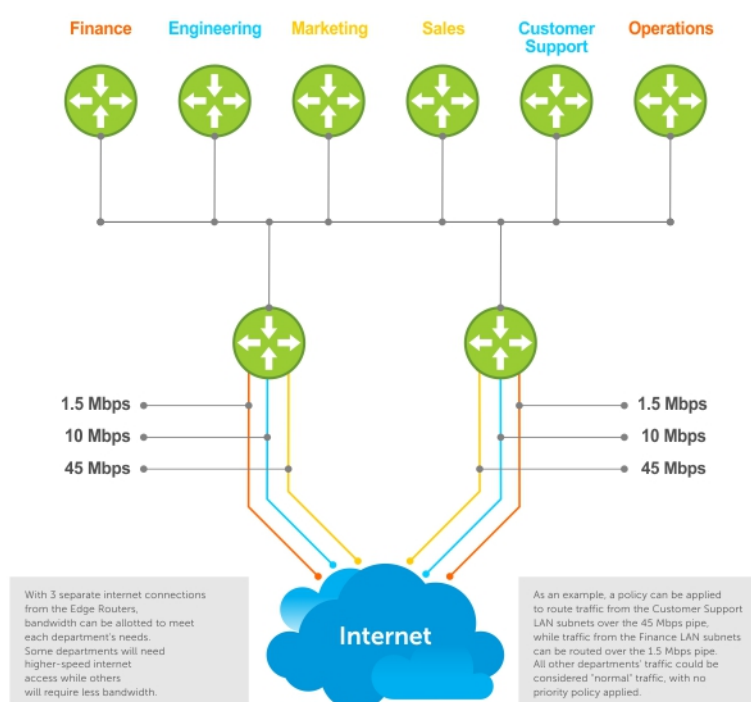 Finance
Engineering
Marketing
Sales
Customer
Support
Operations
1.5 Mbps
10 Mbps
45 Mbps
1.5 Mbps
10 Mbps
45 Mbps
With 3 separate internet connections
from the Edge Routers,
bandwidth can be allotted to meet
each department's needs.
Some departments will need
higher-speed internet
access while others
will require less bandwidth.
Internet
As an example, a policy can be applied
to route traffic from the Customer Support
LAN subnets over the 45 Mbps pipe,
while traffic from the Finance LAN subnets
can be routed over the 1.5 Mbps pipe.
All other departments' traffic could be
considered "normal" traffic, with no
priority policy applied.